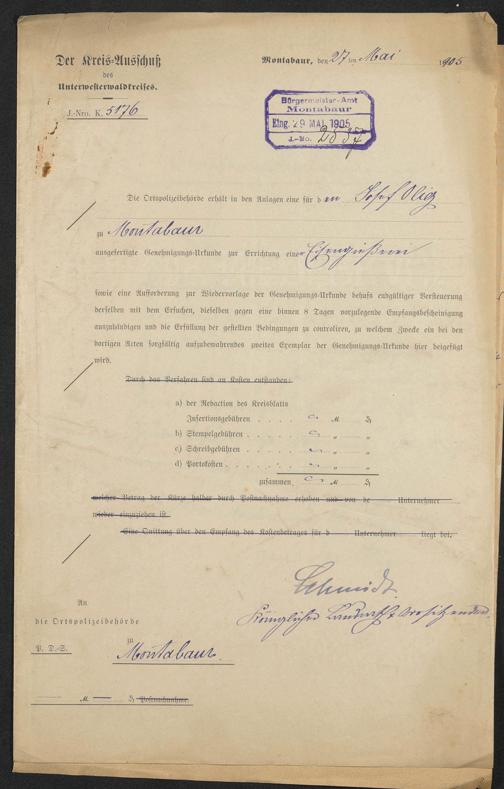 Der Kreis-Ausschuß
des
Unterwesterwaldkreises.
J.-Nro. K. 5176
Montabaur, den 27 ten Mai 1905
Bürgermeister-Amt
Montabaur
Eing. 29 MAI. 1905
J.-No. 2537
Die Ortspolizeibehörde erhält in den Anlagen eine für den Josef Olig
zu Montabaur
ausgefertigte Genehmigungs-Urkunde zur Errichtung einer Eisengießerei
sowie eine Aufforderung zur Wiedervorlage der Genehmigungs-Urkunde behufs endgültiger Versteuerung
derselben mit dem Ersuchen, dieselben gegen eine binnen 8 Tagen vorzulegende Empfangsbescheinigung
auszuhändigen und die Erfüllung der gestellten Bedingungen zu controliren, zu welchem Zweck ein bei den
dortigen Akten sorgfältig aufzubewahrendes zweites Exemplar der Genehmigungs-Urkunde hier beigefügt
wird.
Durch das Verfahren sind an Kosten entstanden:
a) der Redaction des Kreisblatts
Insertionsgebühren . . . . M ₰
b) Stempelgebühren . . . . „ „
c) Schreibgebühren . . . . „ „
d) Portokosten . . . . . „ „
zusammen M ₰
welcher Betrag der Kürze halber durch Postnachnahme erhoben und von de Unternehmer
wieder einzuziehen ist.
Eine Quittung über den Empfang des Kostenbetrages für d Unternehmer liegt bei.
Schmidt
Königlicher Landrath
An
die Ortspolizeibehörde
P. D.-S. zu Montabaur.
M ₰ Postnachnahme.